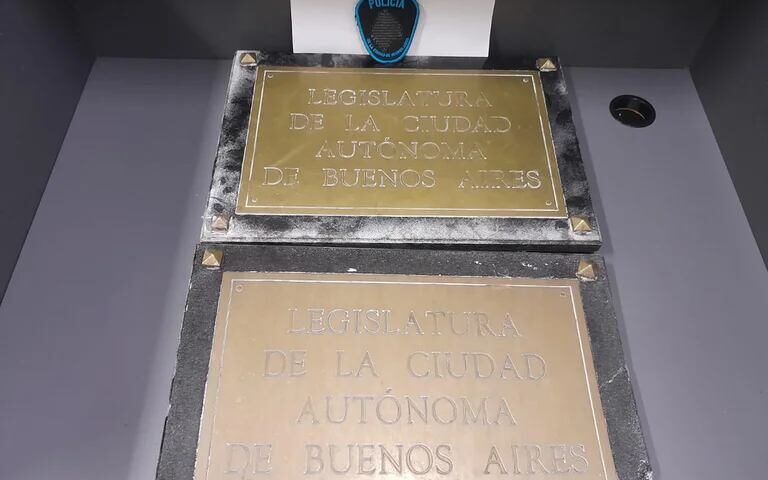 POLICIA
LEGISLATURA
DE LA CIUDAD
AUTÓNOMA
DE BUENOS AIRES
LEGISLATURA
DE LA CIUDAD
AUTÓNOMA
DE BUENOS AIRES